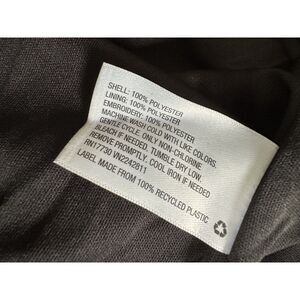 SHELL: 100% POLYESTER
LINING: 100% POLYESTER
EMBROIDERY: 100% POLYESTER
MACHINE WASH COLD WITH LIKE COLORS.
GENTLE CYCLE. ONLY NON-CHLORINE
BLEACH IF NEEDED. TUMBLE DRY LOW.
REMOVE PROMPTLY. COOL IRON IF NEEDED
RN17730 VN2242811
LABEL MADE FROM 100% RECYCLED PLASTIC